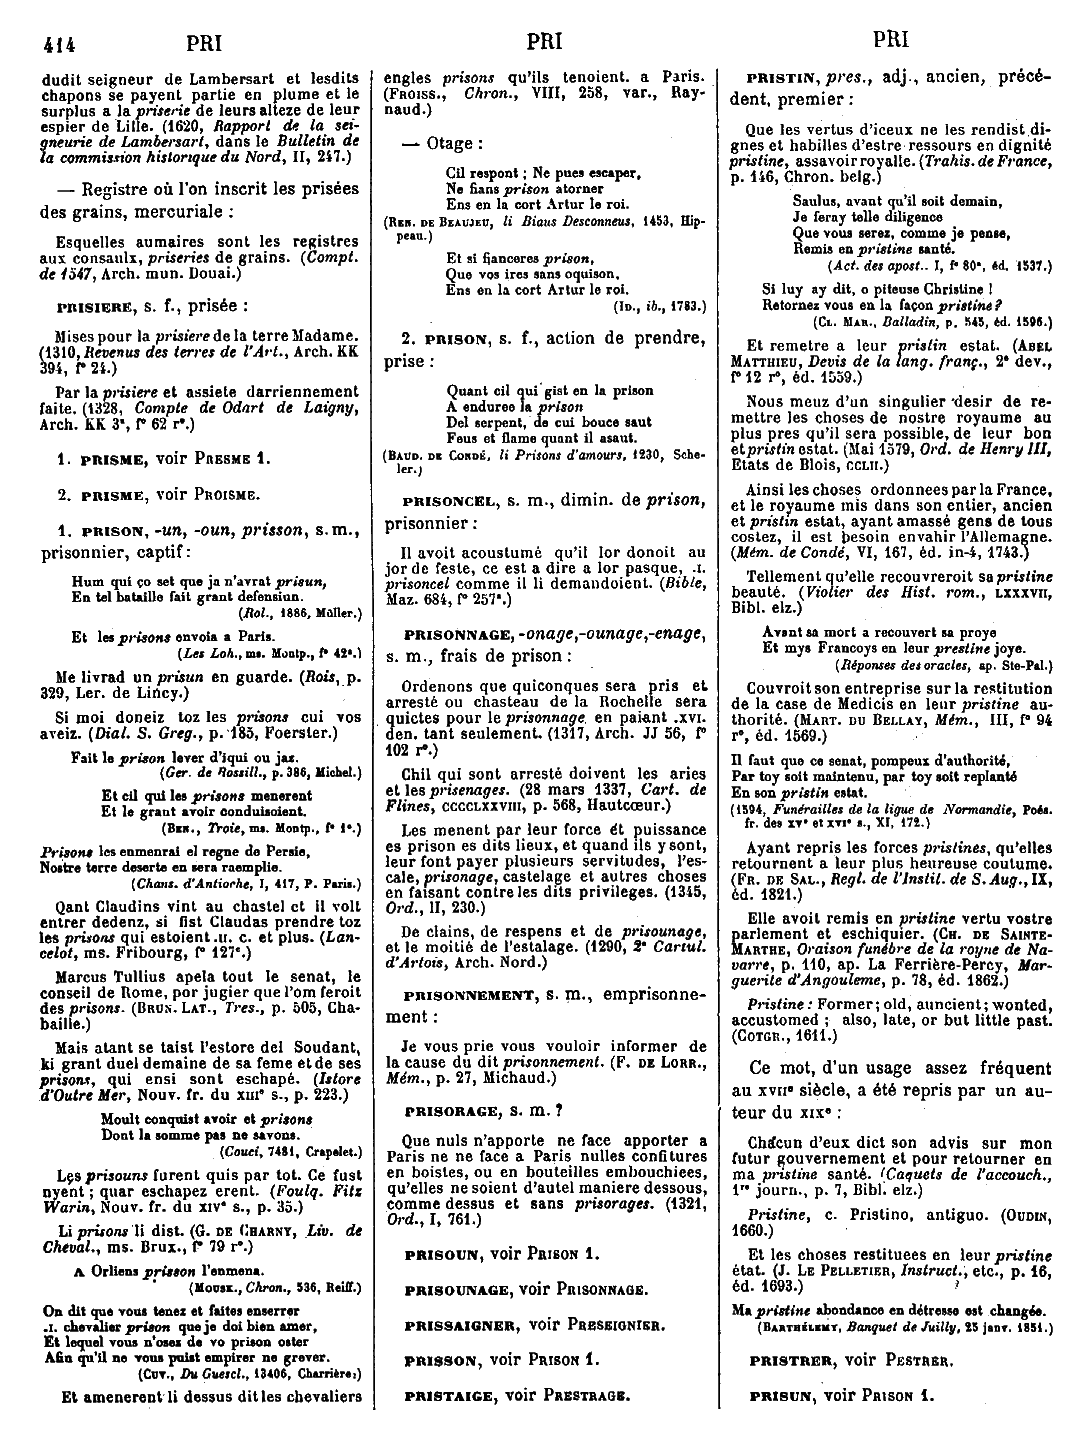 414 PRI PRI PRI
dudit seigneur de Lambersart et lesdits
chapons se payent partie en plume et le
surplus a la priserie de leurs alteze de leur
espier de Lille. (1620, Rapport de la sei-
gneurie de Lambersart, dans le Bulletin de
la commission historique du Nord, II, 247.)
— Registre où l'on inscrit les prisées
des grains, mercuriale :
Esquelles aumaires sont les registres
aux consaulx, priseries de grains. (Compt.
de 1547, Arch. mun. Douai.)
PRISIERE, s. f., prisée :
Mises pour la prisiere de la terre Madame.
(1310, Revenus des terres de l'Art., Arch. KK
394, f° 24.)
Par la prisiere et assiete darriennement
faite. (1328, Compte de Odart de Laigny,
Arch. KK 3ª, f° 62 r°.)
1. PRISME, voir PRESME 1.
2. PRISME, voir PROISME.
1. PRISON, -un, -oun, prisson, s. m.,
prisonnier, captif :
Hum qui ço set que ja n'avrat prisun,
En tel bataille fait grant defensiun.
(Rol., 1886, Müller.)
Et les prisons envoia a Paris.
(Les Loh., ms. Montp., f° 42ª.)
Me livrad un prisun en guarde. (Rois, p.
329, Ler. de Lincy.)
Si moi doneiz toz les prisons cui vos
aveiz. (Dial. S. Greg., p. 185, Foerster.)
Fait le prison lever d'iqui ou jaz.
(Ger. de Rossill., p. 386, Michel.)
Et cil qui les prisons menerent
Et le grant avoir conduisoient.
(BEN., Troie, ms. Montp., f° 1ª.)
Prisons les enmenrai el regne de Persie,
Nostre terre deserte en sera raemplie.
(Chans. d'Antioche, I, 417, P. Paris.)
Qant Claudins vint au chastel et il volt
entrer dedenz, si fist Claudas prendre toz
les prisons qui estoient .II. c. et plus. (Lan-
celot, ms. Fribourg, f° 127ᵉ.)
Marcus Tullius apela tout le senat, le
conseil de Rome, por jugier que l'om feroit
des prisons. (BRUN. LAT., Tres., p. 505, Cha-
baille.)
Mais atant se taist l'estore del Soudant,
ki grant duel demaine de sa feme et de ses
prisons, qui ensi sont eschapé. (Istore
d'Outre Mer, Nouv. fr. du XIIIᵉ s., p. 223.)
Moult conquist avoir et prisons
Dont la somme pas ne savons.
(Couci, 7481, Crapelet.)
Les prisouns furent quis par tot. Ce fust
nyent ; quar eschapez erent. (Foulq. Fitz
Warin, Nouv. fr. du XIVᵉ s., p. 35.)
Li prisons li dist. (G. DE CHARNY, Liv. de
Cheval., ms. Brux., f° 79 r°.)
A Orliens prisson l'enmena.
(MOUSK., Chron., 536, Reiff.)
On dit que vous tenez et faites enserrer
.I. chevalier prison que je doi bien amer,
Et lequel vous n'osez de vo prison oster
Afin qu'il ne vous puist empirer ne grever.
(CUV., Du Guescl., 13406, Charrière.)
Et amenerent li dessus dit les chevaliers
engles prisons qu'ils tenoient. a Paris.
(FROISS., Chron., VIII, 258, var., Ray-
naud.)
— Otage :
Cil respont ; Ne pues escaper,
Ne fians prison atorner
Ens en la cort Artur le roi.
(REN. DE BEAUJEU, li Biaus Desconneus, 1453, Hip-
peau.)
Et si fianceres prison,
Que vos ires sans oquison,
Ens en la cort Artur le roi.
(ID., ib., 1783.)
2. PRISON, s. f., action de prendre,
prise :
Quant cil qui gist en la prison
A enduree la prison
Del serpent, de cui bouce saut
Feus et flame quant il asaut.
(BAUD. DE CONDÉ, li Prisons d'amours, 1230, Sche-
ler.)
PRISONCEL, s. m., dimin. de prison,
prisonnier :
Il avoit acoustumé qu'il lor donoit au
jor de feste, ce est a dire a lor pasque, .I.
prisoncel comme il li demandoient. (Bible,
Maz. 684, f° 257ª.)
PRISONNAGE, -onage, -ounage, -enage,
s. m., frais de prison :
Ordenons que quiconques sera pris et
arresté ou chasteau de la Rochelle sera
quictes pour le prisonnage en paiant .XVI.
den. tant seulement. (1317, Arch. JJ 56, f°
102 r°.)
Chil qui sont arresté doivent les aries
et les prisenages. (28 mars 1337, Cart. de
Flines, CCCCLXXVIII, p. 568, Hautcœur.)
Les menent par leur force et puissance
es prison es dits lieux, et quand ils y sont,
leur font payer plusieurs servitudes, l'es-
cale, prisonage, castelage et autres choses
en faisant contre les dits privileges. (1345,
Ord., II, 230.)
De clains, de respens et de prisounage,
et le moitié de l'estalage. (1290, 2ᵉ Cartul.
d'Artois, Arch. Nord.)
PRISONNEMENT, s. m., emprisonne-
ment :
Je vous prie vous vouloir informer de
la cause du dit prisonnement. (F. DE LORR.,
Mém., p. 27, Michaud.)
PRISORAGE, s. m. ?
Que nuls n'apporte ne face apporter a
Paris ne ne face a Paris nulles confitures
en boistes, ou en bouteilles embouchiees,
qu'elles ne soient d'autel maniere dessous,
comme dessus et sans prisorages. (1321,
Ord., I, 761.)
PRISOUN, voir PRISON 1.
PRISOUNAGE, voir PRISONNAGE.
PRISSAIGNER, voir PRESEIGNIER.
PRISSON, voir PRISON 1.
PRISTAIGE, voir PRESTRAGE.
PRISTIN, pres., adj., ancien, précé-
dent, premier :
Que les vertus d'iceux ne les rendist di-
gnes et habilles d'estre ressours en dignité
pristine, assavoir royalle. (Trahis. de France,
p. 146, Chron. belg.)
Saulus, avant qu'il soit demain,
Je feray telle diligence
Que vous serez, comme je pense,
Remis en pristine santé.
(Act. des apost., I, f° 80ᵉ, éd. 1537.)
Si luy ay dit, o piteuse Christine !
Retornez vous en la façon pristine ?
(CL. MAR., Balladin, p. 545, éd. 1596.)
Et remetre a leur pristin estat. (ABEL
MATTHIEU, Devis de la lang. franç., 2ᵉ dev.,
f° 12 r°, éd. 1559.)
Nous meuz d'un singulier desir de re-
mettre les choses de nostre royaume au
plus pres qu'il sera possible, de leur bon
et pristin estat. (Mai 1579, Ord. de Henry III,
Etats de Blois, CCLII.)
Ainsi les choses ordonnees par la France,
et le royaume mis dans son entier, ancien
et pristin estat, ayant amassé gens de tous
costez, il est besoin envahir l'Allemagne.
(Mém. de Condé, VI, 167, éd. in-4, 1743.)
Tellement qu'elle recouvreroit sa pristine
beauté. (Violier des Hist. rom., LXXXVII,
Bibl. elz.)
Avant sa mort a recouvert sa proye
Et mys Francoys en leur prestine joye.
(Réponses des oracles, ap. Ste-Pal.)
Couvroit son entreprise sur la restitution
de la case de Medicis en leur pristine au-
thorité. (MART. DU BELLAY, Mém., III, f° 94
r°, éd. 1569.)
Il faut que ce senat, pompeux d'authorité,
Par toy soit maintenu, par toy soit replanté
En son pristin estat.
(1594, Funérailles de la ligue de Normandie, Poés.
fr. des XVᵉ et XVIᵉ s., XI, 172.)
Ayant repris les forces pristines, qu'elles
retournent a leur plus heureuse coutume.
(FR. DE SAL., Regl. de l'Instit. de S. Aug., IX,
éd. 1821.)
Elle avoit remis en pristine vertu vostre
parlement et eschiquier. (CH. DE SAINTE-
MARTHE, Oraison funébre de la royne de Na-
varre, p. 110, ap. La Ferrière-Percy, Mar-
guerite d'Angouleme, p. 78, éd. 1862.)
Pristine : Former; old, auncient; wonted,
accustomed ; also, late, or but little past.
(COTGR., 1611.)
Ce mot, d'un usage assez fréquent
au XVIIᵉ siècle, a été repris par un au-
teur du XIXᵉ :
Chacun d'eux dict son advis sur mon
futur gouvernement et pour retourner en
ma pristine santé. (Caquets de l'accouch.,
1ʳᵉ journ., p. 7, Bibl. elz.)
Pristine, c. Pristino, antiguo. (OUDIN,
1660.)
Et les choses restituees en leur pristine
état. (J. LE PELLETIER, Instruct., etc., p. 16,
éd. 1693.)
Ma pristine abondance en détresse est changée.
(BARTHÉLEMY, Banquet de Juilly, 25 janv. 1851.)
PRISTRER, voir PESTRER.
PRISUN, voir PRISON 1.